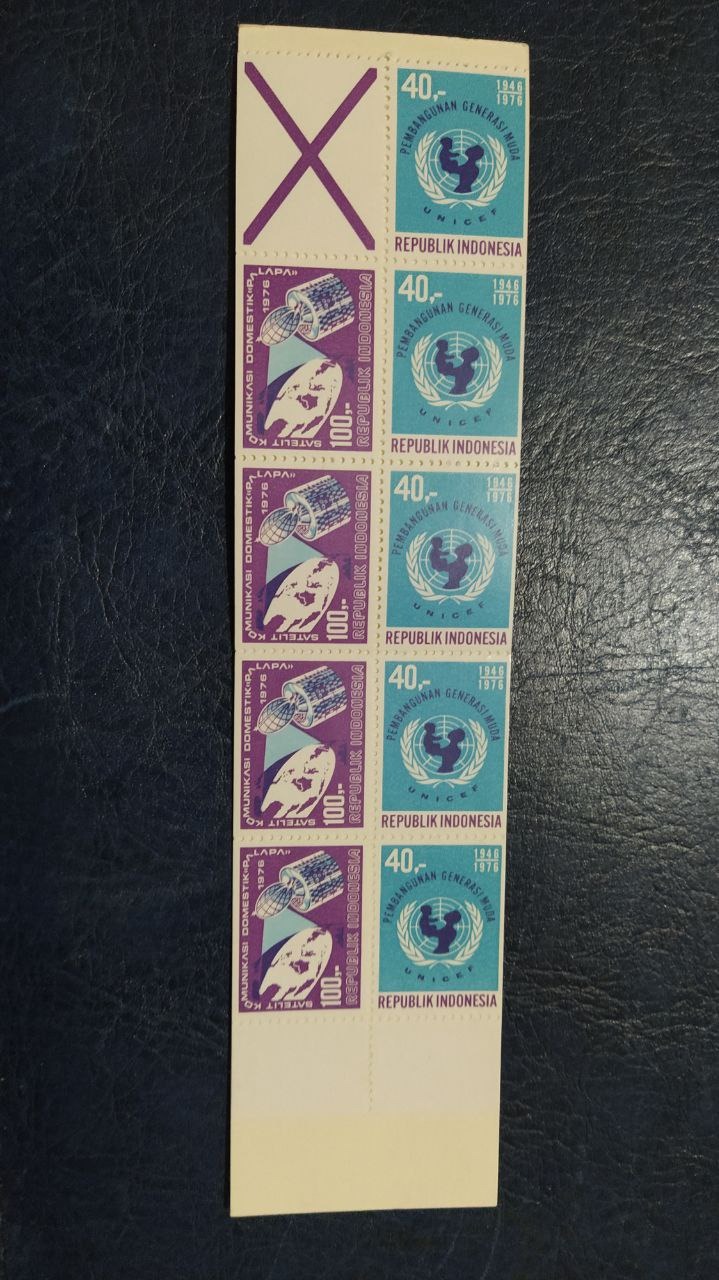 40,-
1946
1976
PEMBANGUNAN GENERASI MUDA
UNICEF
REPUBLIK INDONESIA
SATELIT KOMUNIKASI DOMESTIK «PALAPA»
1976
100,-
REPUBLIK INDONESIA
40,-
1946
1976
PEMBANGUNAN GENERASI MUDA
UNICEF
REPUBLIK INDONESIA
SATELIT KOMUNIKASI DOMESTIK «PALAPA»
1976
100,-
REPUBLIK INDONESIA
40,-
1946
1976
PEMBANGUNAN GENERASI MUDA
UNICEF
REPUBLIK INDONESIA
SATELIT KOMUNIKASI DOMESTIK «PALAPA»
1976
100,-
REPUBLIK INDONESIA
40,-
1946
1976
PEMBANGUNAN GENERASI MUDA
UNICEF
REPUBLIK INDONESIA
SATELIT KOMUNIKASI DOMESTIK «PALAPA»
1976
100,-
REPUBLIK INDONESIA
40,-
1946
1976
PEMBANGUNAN GENERASI MUDA
UNICEF
REPUBLIK INDONESIA